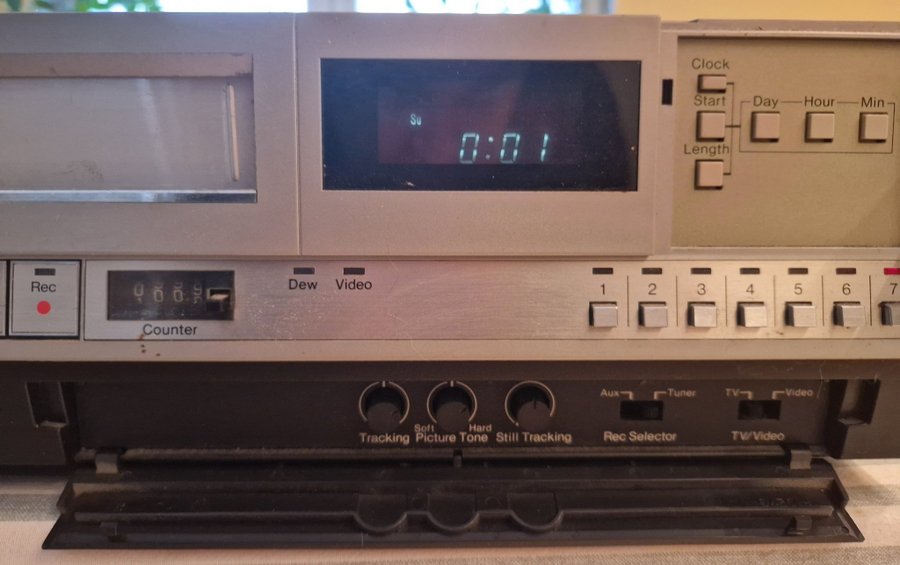 Clock
Start
Length
Day Hour Min
Su
0:01
Rec
Counter
Dew Video
1 2 3 4 5 6 7
Tracking
Soft Hard
Picture Tone
Still Tracking
Aux Tuner
Rec Selector
TV Video
TV/Video